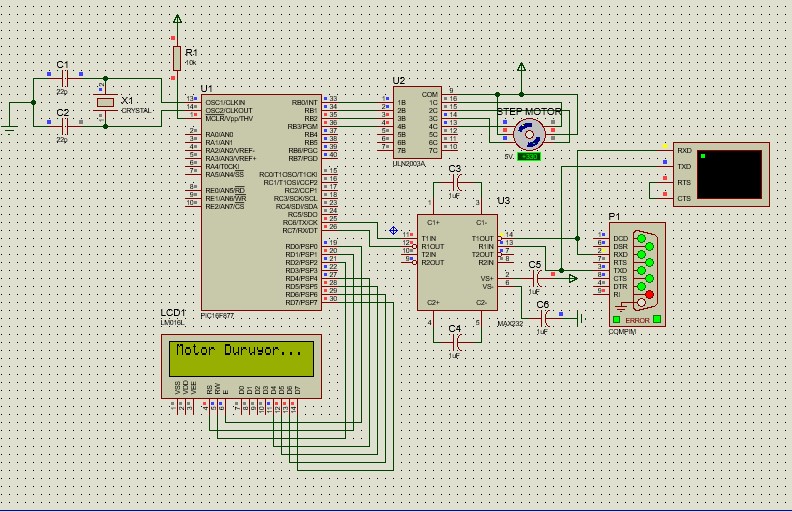 C1
22p
C2
22p
X1
CRYSTAL
R1
10k
U1
13 OSC1/CLKIN RB0/INT 33
14 OSC2/CLKOUT RB1 34
1 MCLR/Vpp/THV RB2 35
RB3/PGM 36
2 RA0/AN0 RB4 37
3 RA1/AN1 RB5 38
4 RA2/AN2/VREF- RB6/PGC 39
5 RA3/AN3/VREF+ RB7/PGD 40
6 RA4/T0CKI
7 RA5/AN4/SS RC0/T1OSO/T1CKI 15
RC1/T1OSI/CCP2 16
8 RE0/AN5/RD RC2/CCP1 17
9 RE1/AN6/WR RC3/SCK/SCL 18
10 RE2/AN7/CS RC4/SDI/SDA 23
RC5/SDO 24
RC6/TX/CK 25
RC7/RX/DT 26
RD0/PSP0 19
RD1/PSP1 20
RD2/PSP2 21
RD3/PSP3 22
RD4/PSP4 27
RD5/PSP5 28
RD6/PSP6 29
RD7/PSP7 30
PIC16F877
U2
COM 9
1 1B 1C 16
2 2B 2C 15
3 3B 3C 14
4 4B 4C 13
5 5B 5C 12
6 6B 6C 11
7 7B 7C 10
ULN2003A
STEP MOTOR
5V.
+330
C3
1uF
U3
1 3
C1+ C1-
11 T1IN T1OUT 14
12 R1OUT R1IN 13
10 T2IN T2OUT 7
9 R2OUT R2IN 8
VS+ 2
VS- 6
C2+ C2-
4 5
MAX232
C4
1uF
C5
1uF
C6
1uF
RXD
TXD
RTS
CTS
P1
1 DCD
6 DSR
2 RXD
7 RTS
3 TXD
8 CTS
4 DTR
9 RI
ERROR
COMPIM
LCD1
LM016L
Motor Duruyor...
VSS VDD VEE RS RW E D0 D1 D2 D3 D4 D5 D6 D7
1 2 3 4 5 6 7 8 9 10 11 12 13 14